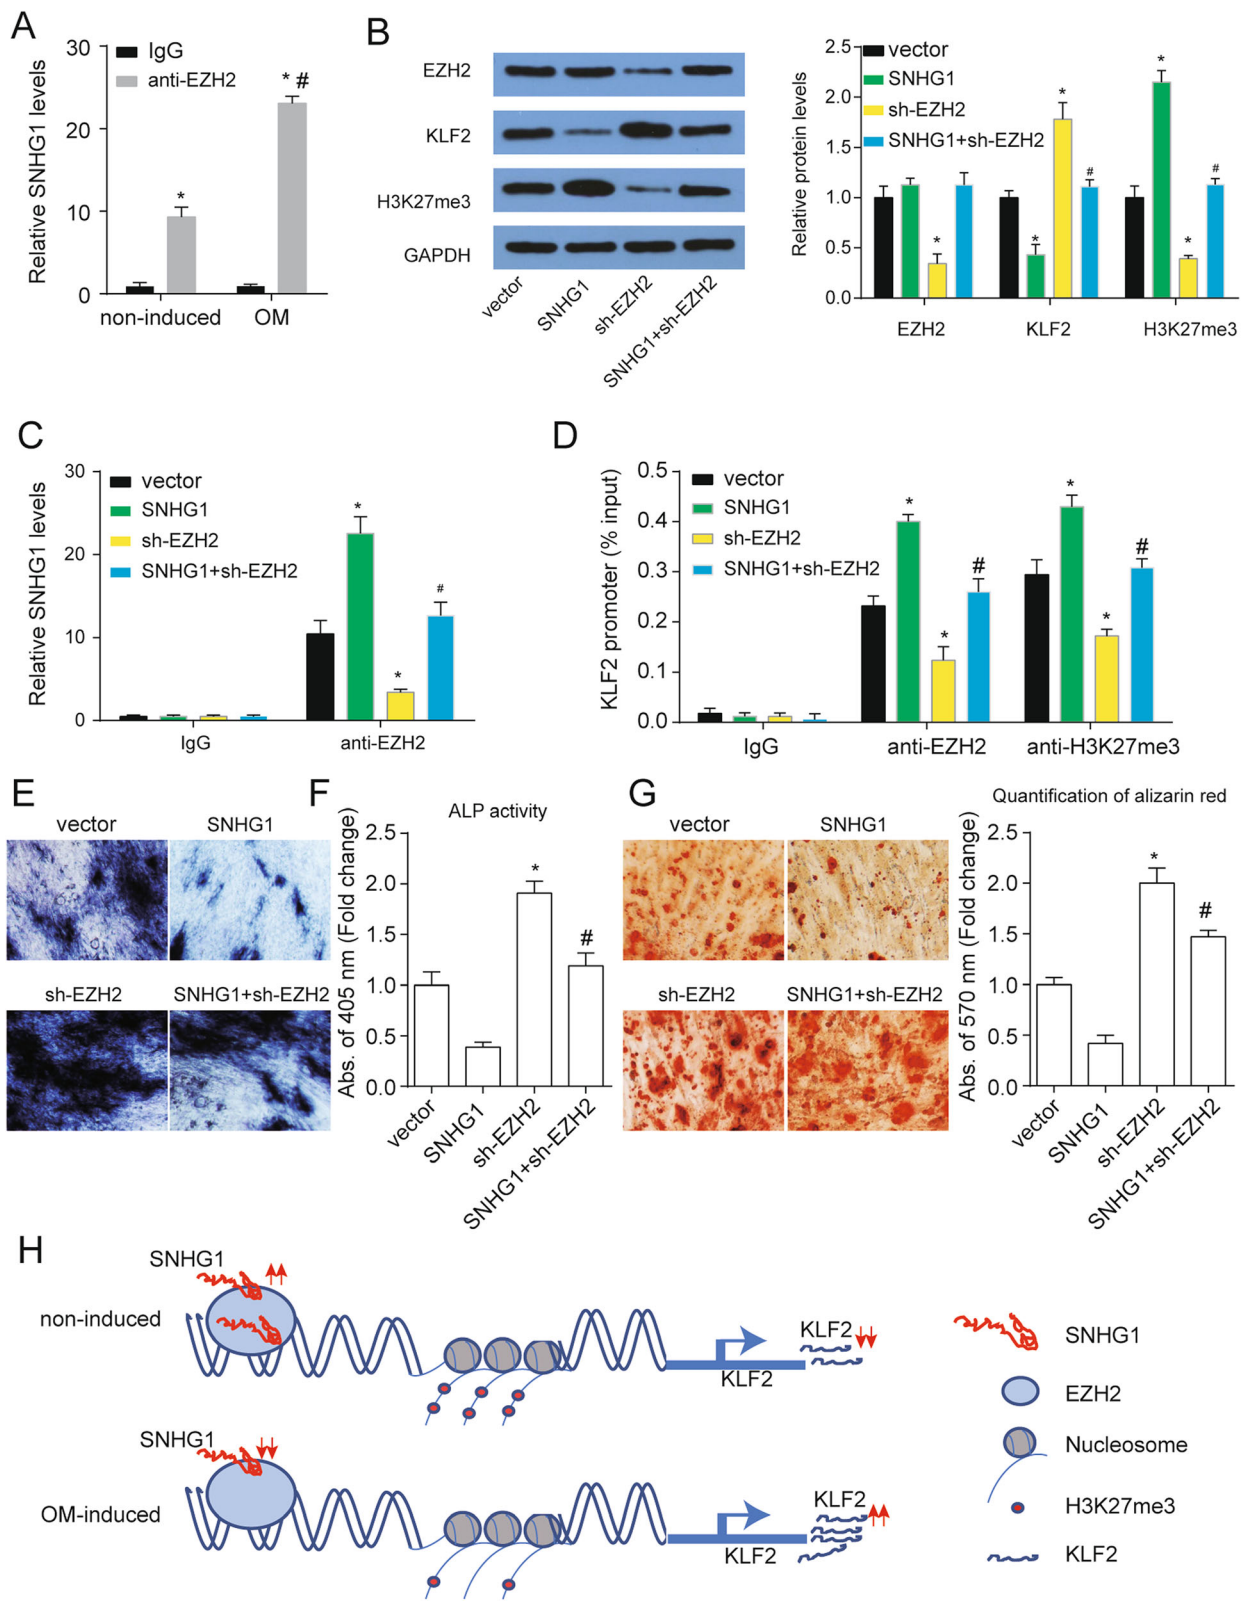 A
Relative SNHG1 levels
30
20
10
0
IgG
anti-EZH2
*
* #
non-induced
OM
B
EZH2
KLF2
H3K27me3
GAPDH
vector
SNHG1
sh-EZH2
SNHG1+sh-EZH2
Relative protein levels
2.5
2.0
1.5
1.0
0.5
0.0
vector
SNHG1
sh-EZH2
SNHG1+sh-EZH2
*
*
*
#
*
*
#
EZH2
KLF2
H3K27me3
C
Relative SNHG1 levels
30
20
10
0
vector
SNHG1
sh-EZH2
SNHG1+sh-EZH2
*
*
#
IgG
anti-EZH2
D
KLF2 promoter (% input)
0.5
0.4
0.3
0.2
0.1
0.0
vector
SNHG1
sh-EZH2
SNHG1+sh-EZH2
*
*
#
*
*
#
IgG
anti-EZH2
anti-H3K27me3
E
vector
SNHG1
sh-EZH2
SNHG1+sh-EZH2
F
ALP activity
Abs. of 405 nm (Fold change)
2.5
2.0
1.5
1.0
0.5
0.0
*
#
vector
SNHG1
sh-EZH2
SNHG1+sh-EZH2
G
vector
SNHG1
sh-EZH2
SNHG1+sh-EZH2
Quantification of alizarin red
Abs. of 570 nm (Fold change)
2.5
2.0
1.5
1.0
0.5
0.0
*
#
vector
SNHG1
sh-EZH2
SNHG1+sh-EZH2
H
SNHG1
non-induced
KLF2
KLF2
SNHG1
OM-induced
KLF2
KLF2
SNHG1
EZH2
Nucleosome
H3K27me3
KLF2